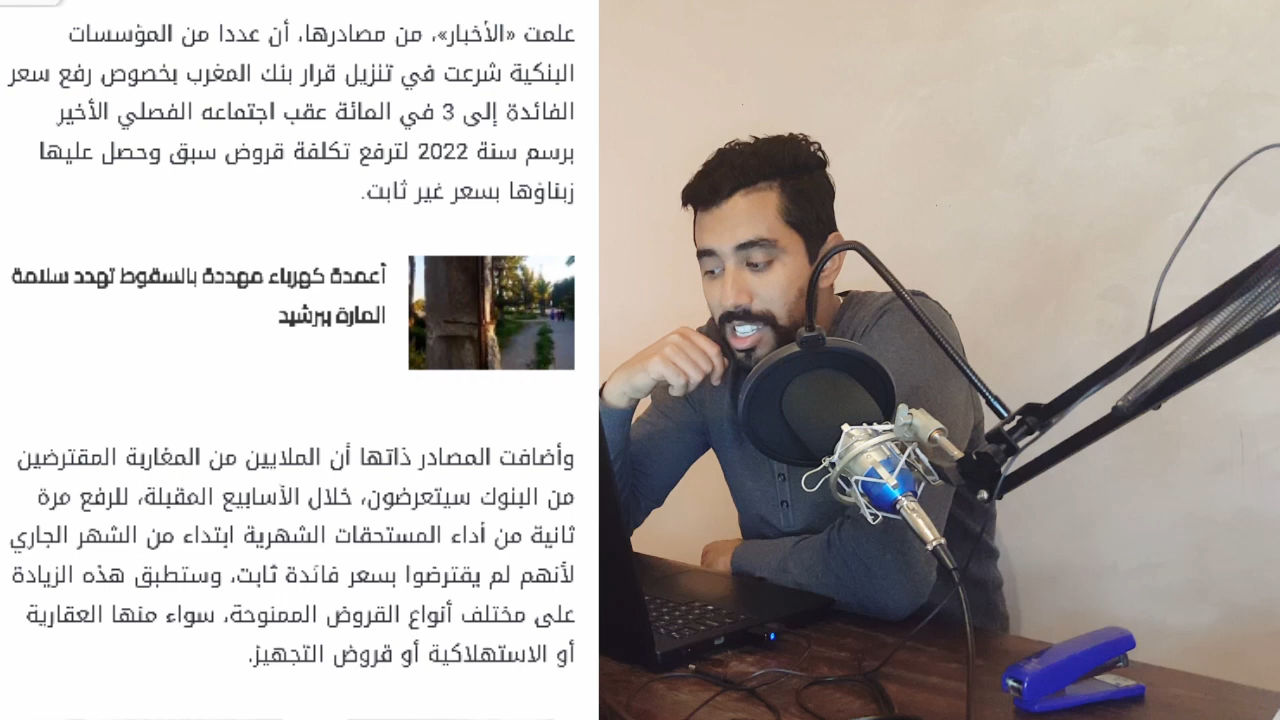 علمت «الأخبار»، من مصادرها، أن عددا من المؤسسات
البنكية شرعت في تنزيل قرار بنك المغرب بخصوص رفع سعر
الفائدة إلى 3 في المائة عقب اجتماعه الفصلي الأخير
برسم سنة 2022 لترفع تكلفة قروض سبق وحصل عليها
زبناؤها بسعر غير ثابت.
أعمدة كهرباء مهددة بالسقوط تهدد سلامة
المارة ببرشيد
وأضافت المصادر ذاتها أن الملايين من المغاربة المقترضين
من البنوك سيتعرضون، خلال الأسابيع المقبلة، للرفع مرة
ثانية من أداء المستحقات الشهرية ابتداء من الشهر الجاري
لأنهم لم يقترضوا بسعر فائدة ثابت، وستطبق هذه الزيادة
على مختلف أنواع القروض الممنوحة، سواء منها العقارية
أو الاستهلاكية أو قروض التجهيز.